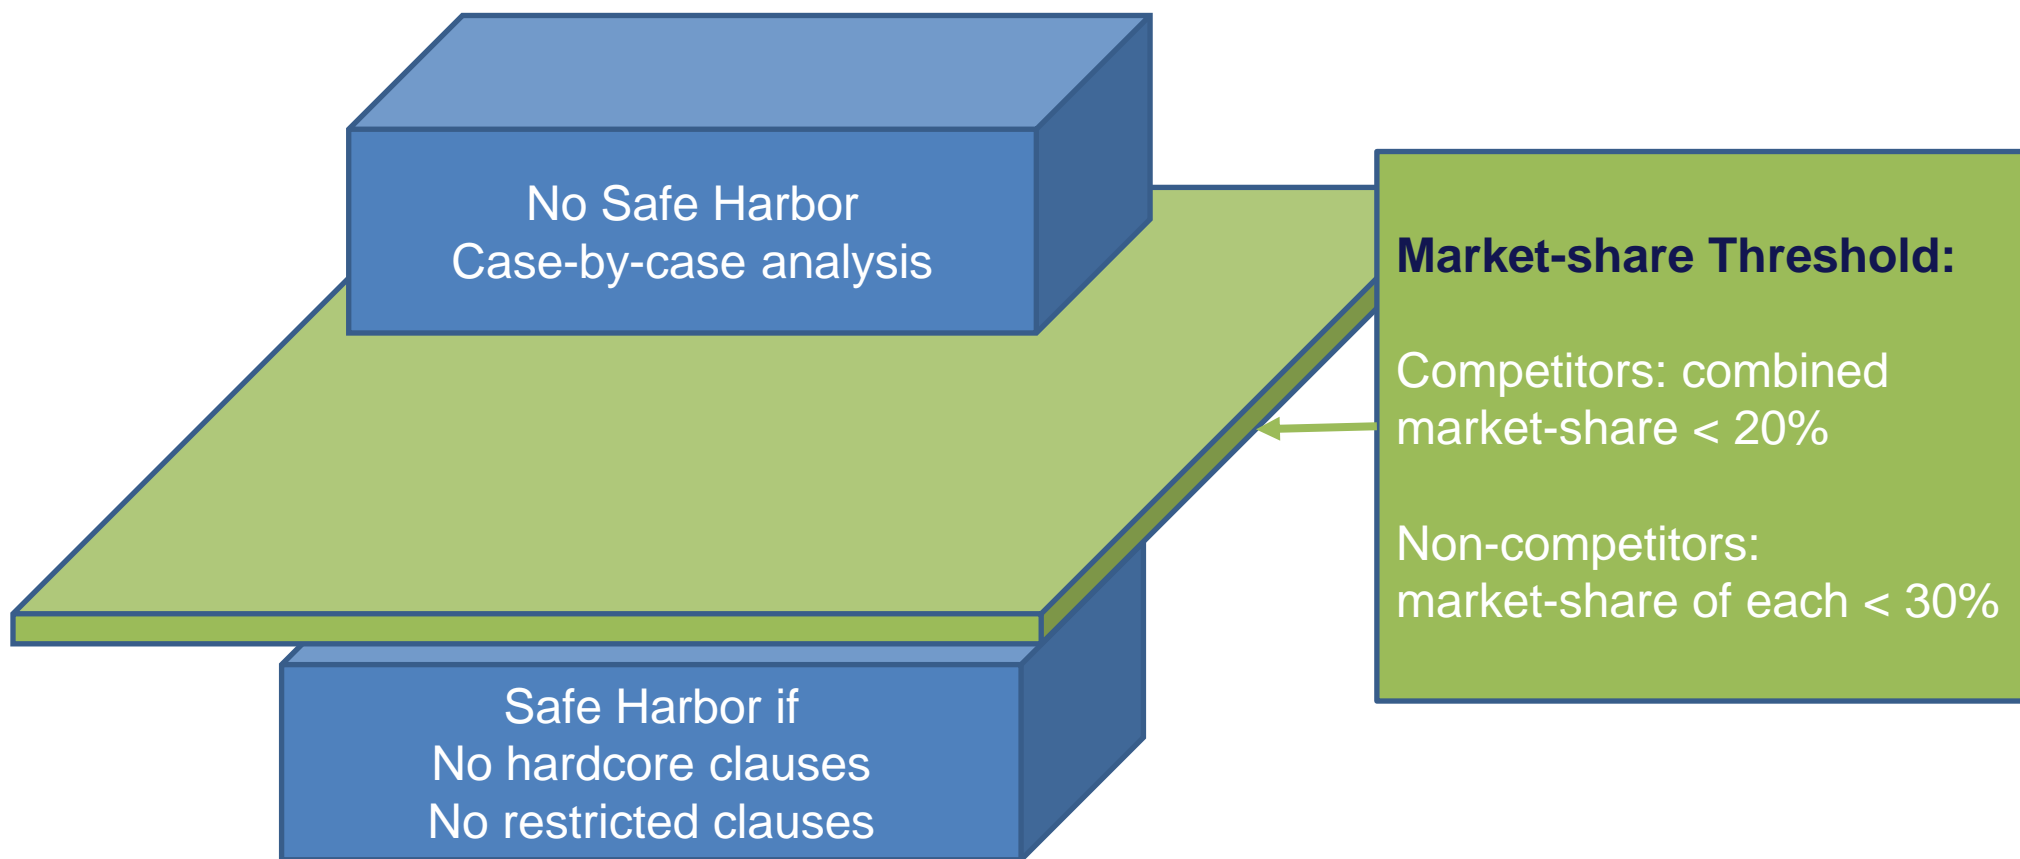 No Safe Harbor
Case-by-case analysis
Market-share Threshold:
Competitors: combined
market-share < 20%
Non-competitors:
market-share of each < 30%
Safe Harbor if
No hardcore clauses
No restricted clauses